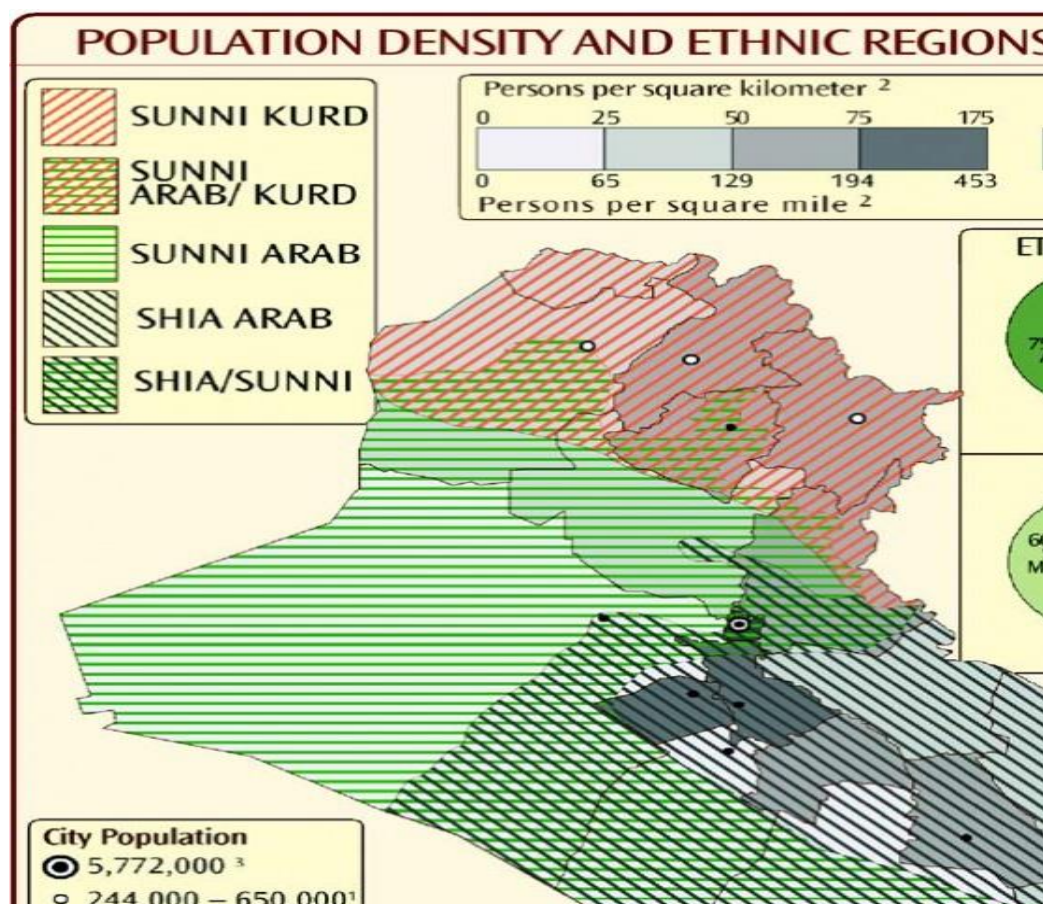 POPULATION DENSITY AND ETHNIC REGIONS
SUNNI KURD
SUNNI
ARAB/ KURD
SUNNI ARAB
SHIA ARAB
SHIA/SUNNI
Persons per square kilometer 2
0 25 50 75 175
0 65 129 194 453
Persons per square mile 2
City Population
5,772,000 3
244,000 – 650,000 1